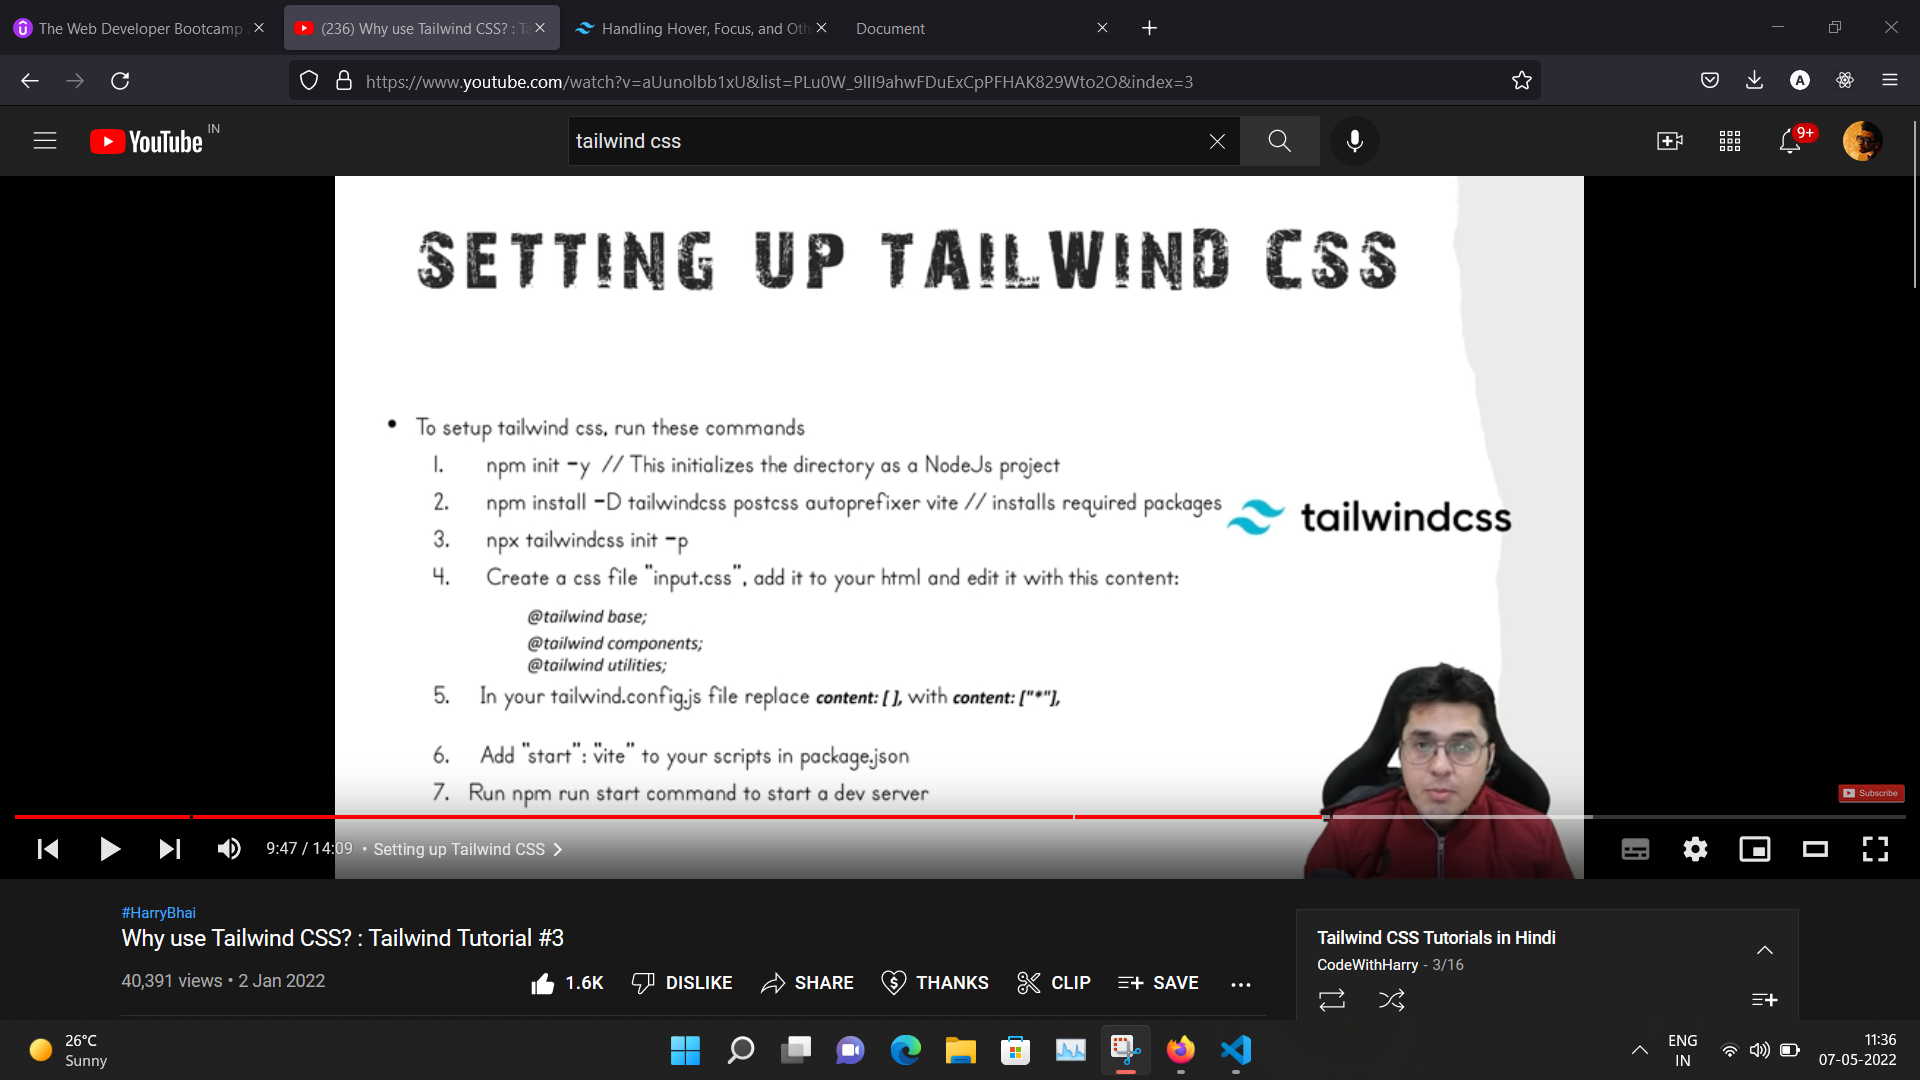 The Web Developer Bootcamp
(236) Why use Tailwind CSS? : Ta
Handling Hover, Focus, and Oth
Document
https://www.youtube.com/watch?v=aUunolbb1xU&list=PLu0W_9lII9ahwFDuExCpPFHAK829Wto2O&index=3
A
YouTube IN
tailwind css
9+
SETTING UP TAILWIND CSS
• To setup tailwind css, run these commands
1. npm init -y // This initializes the directory as a NodeJs project
2. npm install -D tailwindcss postcss autoprefixer vite // installs required packages
tailwindcss
3. npx tailwindcss init -p
4. Create a css file "input.css", add it to your html and edit it with this content:
@tailwind base;
@tailwind components;
@tailwind utilities;
5. In your tailwind.config.js file replace content: [ ], with content: ["*"],
6. Add "start": "vite" to your scripts in package.json
7. Run npm run start command to start a dev server
Subscribe
9:47 / 14:09 • Setting up Tailwind CSS
#HarryBhai
Why use Tailwind CSS? : Tailwind Tutorial #3
40,391 views • 2 Jan 2022
1.6K DISLIKE SHARE THANKS CLIP SAVE ...
Tailwind CSS Tutorials in Hindi
CodeWithHarry - 3/16
26°C
Sunny
ENG
IN
11:36
07-05-2022